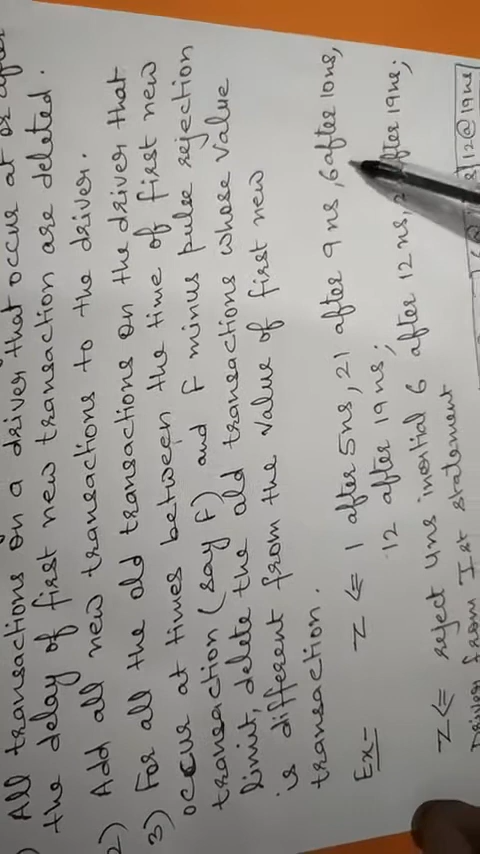 All transactions on a driver that occur at or after
the delay of first new transaction are deleted.
2) Add all new transactions to the driver.
3) For all the old transactions on the driver that
occur at times between the time of first new
transaction (say F) and F minus pulse rejection
limit, delete the old transactions whose value
is different from the value of first new
transaction.
Ex- Z <= 1 after 5ns, 21 after 9 ns, 6 after 10ns,
12 after 19ns;
Z <= reject 4ns inertial 6 after 12 ns, after 19ns;
Driver from Ist statement
12@19ns